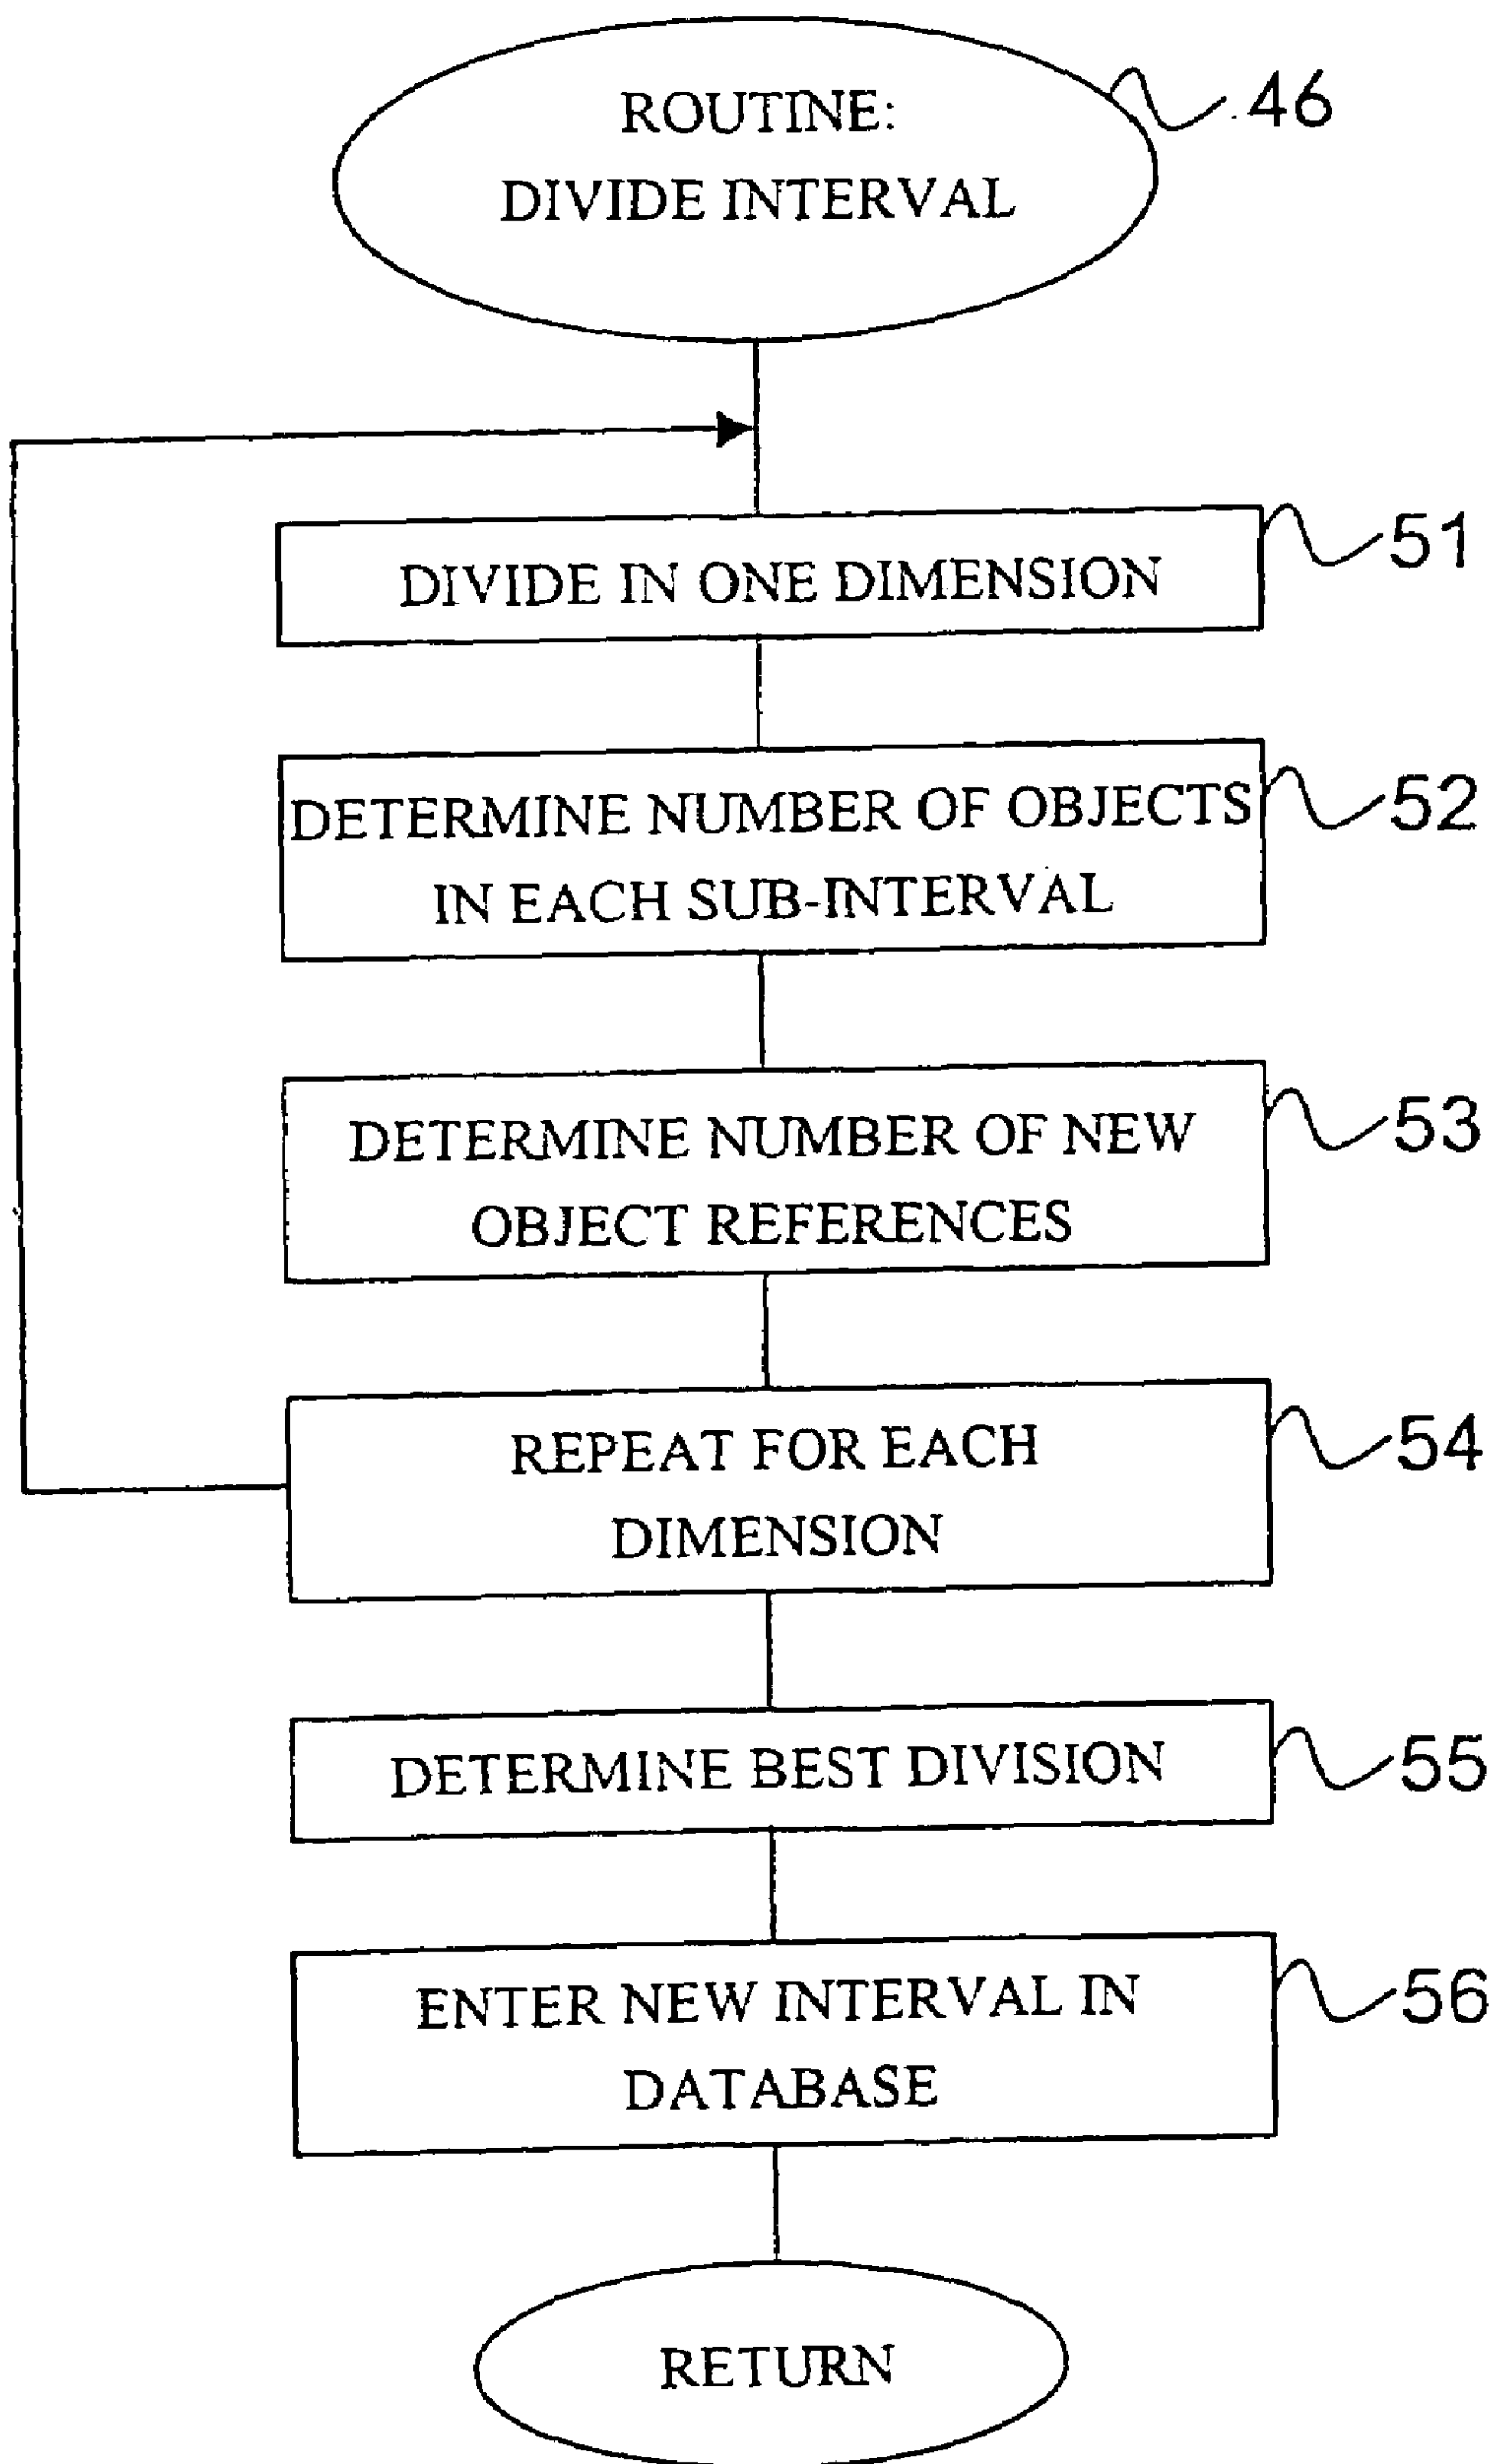 ROUTINE:
DIVIDE INTERVAL
46
DIVIDE IN ONE DIMENSION
51
DETERMINE NUMBER OF OBJECTS
IN EACH SUB-INTERVAL
52
DETERMINE NUMBER OF NEW
OBJECT REFERENCES
53
REPEAT FOR EACH
DIMENSION
54
DETERMINE BEST DIVISION
55
ENTER NEW INTERVAL IN
DATABASE
56
RETURN